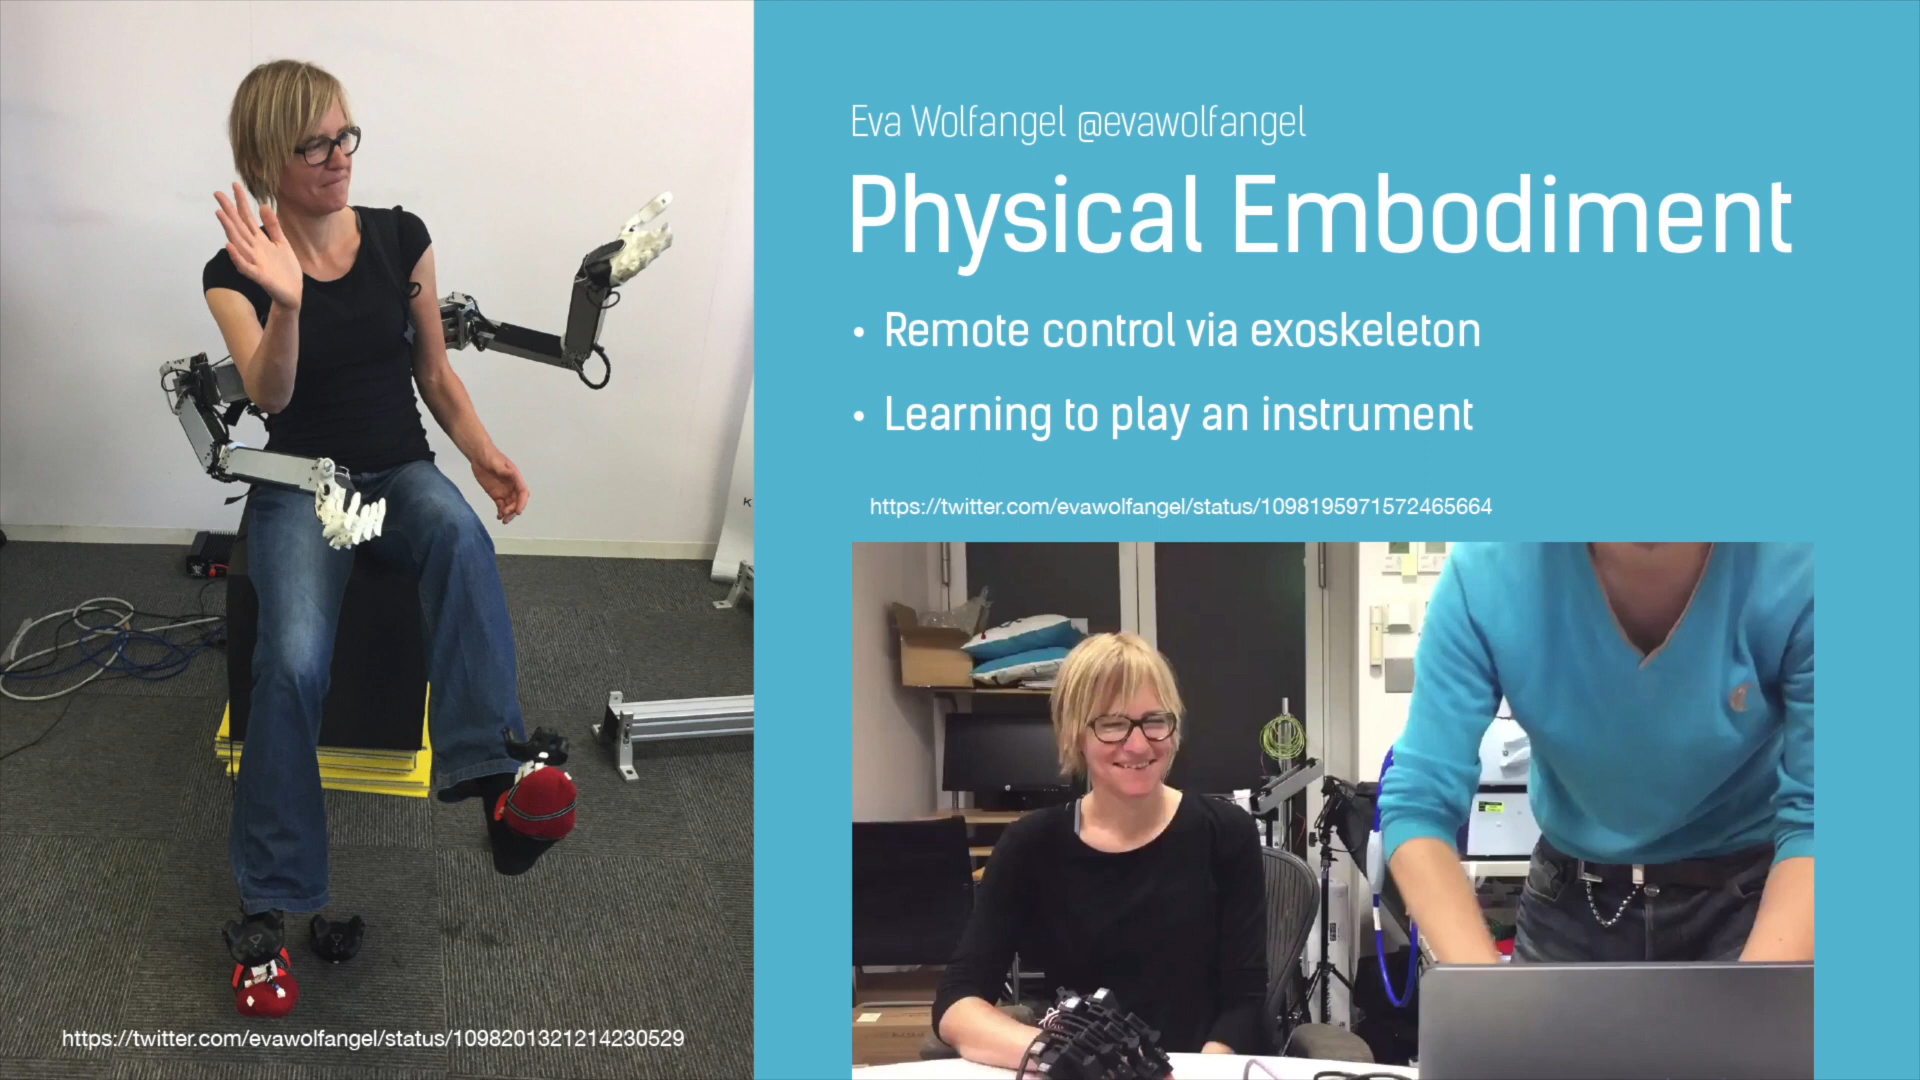 Eva Wolfangel @evawolfangel
Physical Embodiment
• Remote control via exoskeleton
• Learning to play an instrument
https://twitter.com/evawolfangel/status/1098195971572465664
https://twitter.com/evawolfangel/status/1098201321214230529